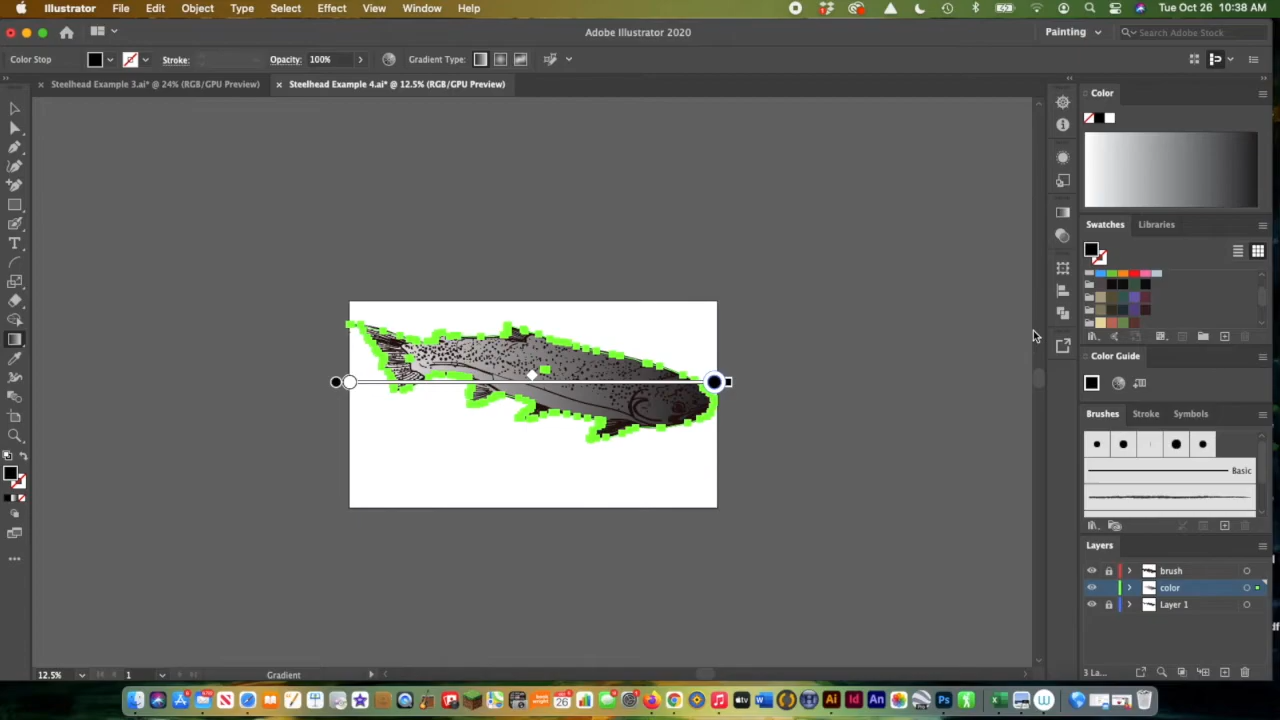 Illustrator File Edit Object Type Select Effect View Window Help Tue Oct 26 10:38 AM
Adobe Illustrator 2020 Painting Search Adobe Stock
Color Stop Stroke: Opacity: 100% Gradient Type:
Steelhead Example 3.ai* @ 24% (RGB/GPU Preview) Steelhead Example 4.ai* @ 12.5% (RGB/GPU Preview)
Color
Swatches Libraries
Color Guide
Brushes Stroke Symbols
Basic
Layers
brush
color
Layer 1
12.5% 1 Gradient 3 La...